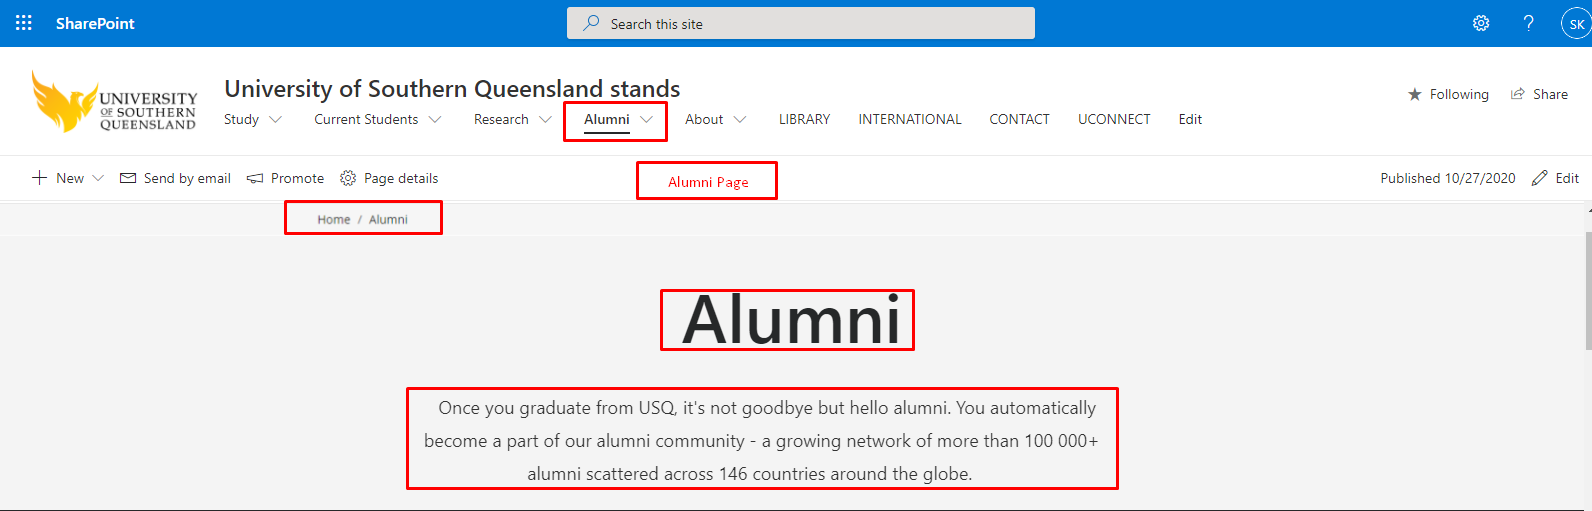 SharePoint Search this site ? SK
UNIVERSITY
OF SOUTHERN
QUEENSLAND
University of Southern Queensland stands
Following Share
Study Current Students Research Alumni About LIBRARY INTERNATIONAL CONTACT UCONNECT Edit
New Send by email Promote Page details Alumni Page Published 10/27/2020 Edit
Home / Alumni
Alumni
Once you graduate from USQ, it's not goodbye but hello alumni. You automatically
become a part of our alumni community - a growing network of more than 100 000+
alumni scattered across 146 countries around the globe.